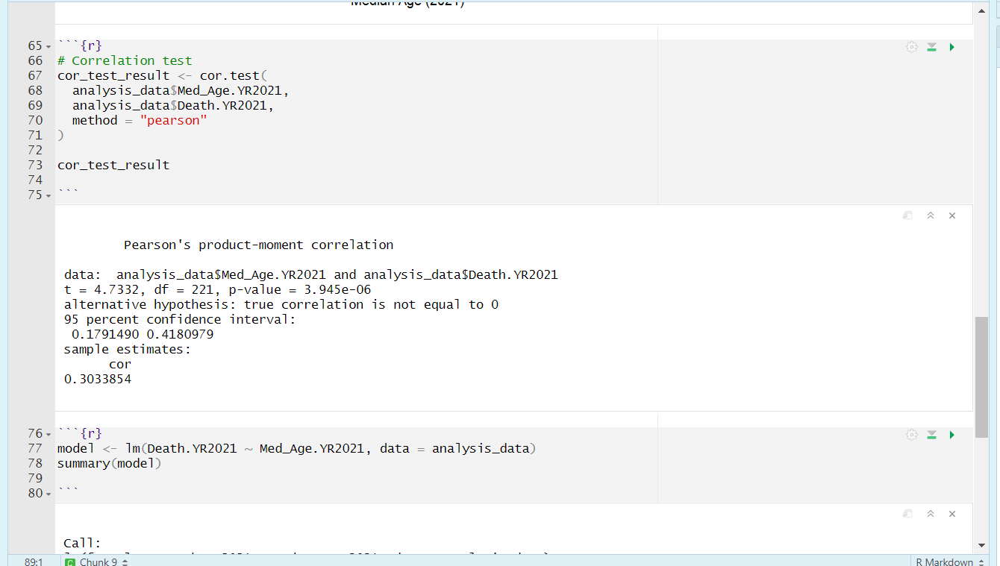 Median Age (2021)
65 ```{r}
66 # Correlation test
67 cor_test_result <- cor.test(
68   analysis_data$Med_Age.YR2021,
69   analysis_data$Death.YR2021,
70   method = "pearson"
71 )
72
73 cor_test_result
74
75 ```
Pearson's product-moment correlation
data:  analysis_data$Med_Age.YR2021 and analysis_data$Death.YR2021
t = 4.7332, df = 221, p-value = 3.945e-06
alternative hypothesis: true correlation is not equal to 0
95 percent confidence interval:
 0.1791490 0.4180979
sample estimates:
      cor
0.3033854
76 ```{r}
77 model <- lm(Death.YR2021 ~ Med_Age.YR2021, data = analysis_data)
78 summary(model)
79
80 ```
Call:
89:1 C Chunk 9 R Markdown